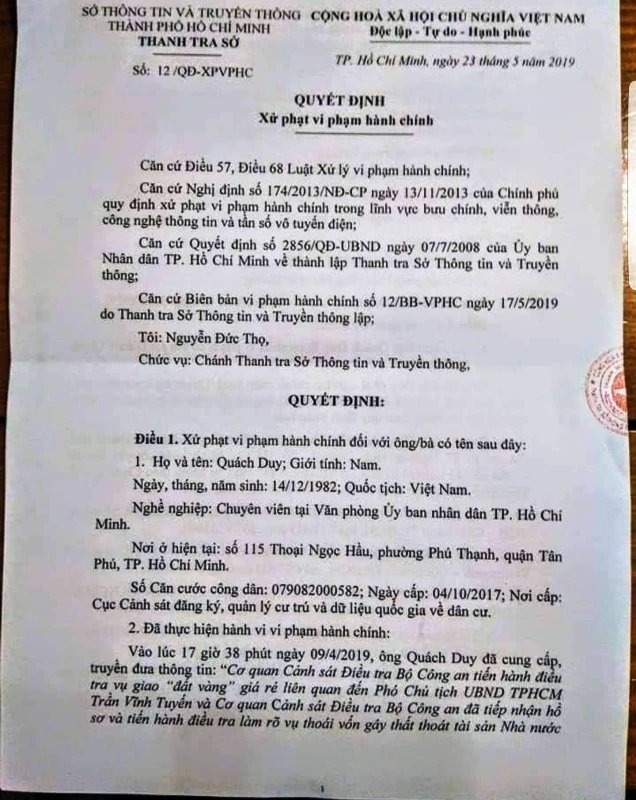 SỞ THÔNG TIN VÀ TRUYỀN THÔNG
THÀNH PHỐ HỒ CHÍ MINH
THANH TRA SỞ
Số: 12 /QĐ-XPVPHC
CỘNG HOÀ XÃ HỘI CHỦ NGHĨA VIỆT NAM
Độc lập - Tự do - Hạnh phúc
TP. Hồ Chí Minh, ngày 23 tháng 5 năm 2019
QUYẾT ĐỊNH
Xử phạt vi phạm hành chính
Căn cứ Điều 57, Điều 68 Luật Xử lý vi phạm hành chính;
Căn cứ Nghị định số 174/2013/NĐ-CP ngày 13/11/2013 của Chính phủ
quy định xử phạt vi phạm hành chính trong lĩnh vực bưu chính, viễn thông,
công nghệ thông tin và tần số vô tuyến điện;
Căn cứ Quyết định số 2856/QĐ-UBND ngày 07/7/2008 của Ủy ban
Nhân dân TP. Hồ Chí Minh về thành lập Thanh tra Sở Thông tin và Truyền
thông;
Căn cứ Biên bản vi phạm hành chính số 12/BB-VPHC ngày 17/5/2019
do Thanh tra Sở Thông tin và Truyền thông lập;
Tôi: Nguyễn Đức Thọ,
Chức vụ: Chánh Thanh tra Sở Thông tin và Truyền thông,
QUYẾT ĐỊNH:
Điều 1. Xử phạt vi phạm hành chính đối với ông/bà có tên sau đây:
1. Họ và tên: Quách Duy; Giới tính: Nam.
Ngày, tháng, năm sinh: 14/12/1982; Quốc tịch: Việt Nam.
Nghề nghiệp: Chuyên viên tại Văn phòng Ủy ban nhân dân TP. Hồ Chí
Minh.
Nơi ở hiện tại: số 115 Thoại Ngọc Hầu, phường Phú Thạnh, quận Tân
Phú, TP. Hồ Chí Minh.
Số Căn cước công dân: 079082000582; Ngày cấp: 04/10/2017; Nơi cấp:
Cục Cảnh sát đăng ký, quản lý cư trú và dữ liệu quốc gia về dân cư.
2. Đã thực hiện hành vi vi phạm hành chính:
Vào lúc 17 giờ 38 phút ngày 09/4/2019, ông Quách Duy đã cung cấp,
truyền đưa thông tin: “Cơ quan Cảnh sát Điều tra Bộ Công an tiến hành điều
tra vụ giao “đất vàng” giá rẻ liên quan đến Phó Chủ tịch UBND TPHCM
Trần Vĩnh Tuyến và Cơ quan Cảnh sát Điều tra Bộ Công an đã tiếp nhận hồ
sơ và tiến hành điều tra làm rõ vụ thoái vốn gây thất thoát tài sản Nhà nước
1